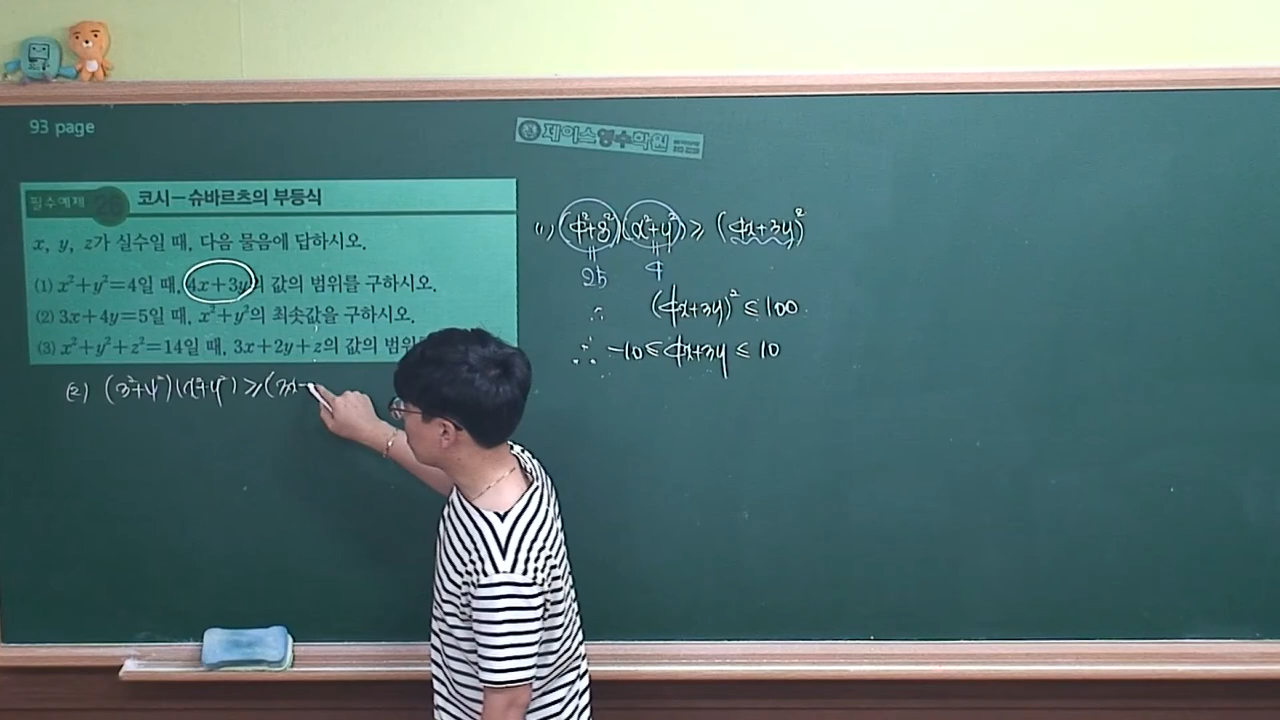 93 page
제이스영수학원
필수예제 26 코시-슈바르츠의 부등식
x, y, z가 실수일 때, 다음 물음에 답하시오.
(1) x²+y²=4일 때, 4x+3y의 값의 범위를 구하시오.
(2) 3x+4y=5일 때, x²+y²의 최솟값을 구하시오.
(3) x²+y²+z²=14일 때, 3x+2y+z의 값의 범위
(2) (3²+4²)(x²+y²) ≥ (3x
(1) (4²+3²)(x²+y²) ≥ (4x+3y)²
25 4
∴ (4x+3y)² ≤ 100
∴ -10 ≤ 4x+3y ≤ 10